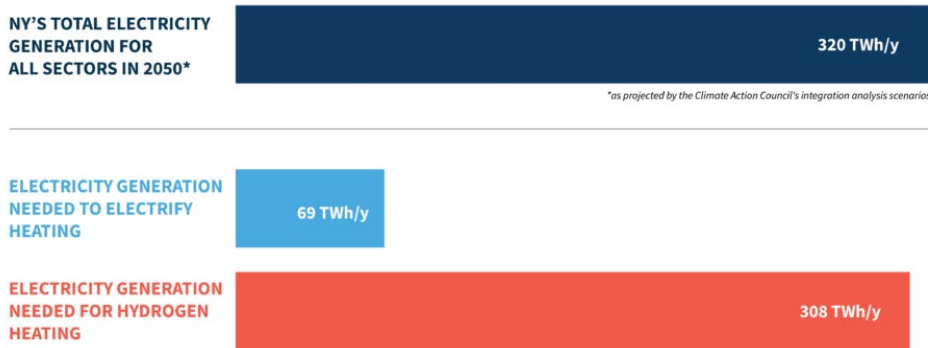 NY’S TOTAL ELECTRICITY
GENERATION FOR
ALL SECTORS IN 2050*
320 TWh/y
*as projected by the Climate Action Council's integration analysis scenarios
ELECTRICITY GENERATION
NEEDED TO ELECTRIFY
HEATING
69 TWh/y
ELECTRICITY GENERATION
NEEDED FOR HYDROGEN
HEATING
308 TWh/y